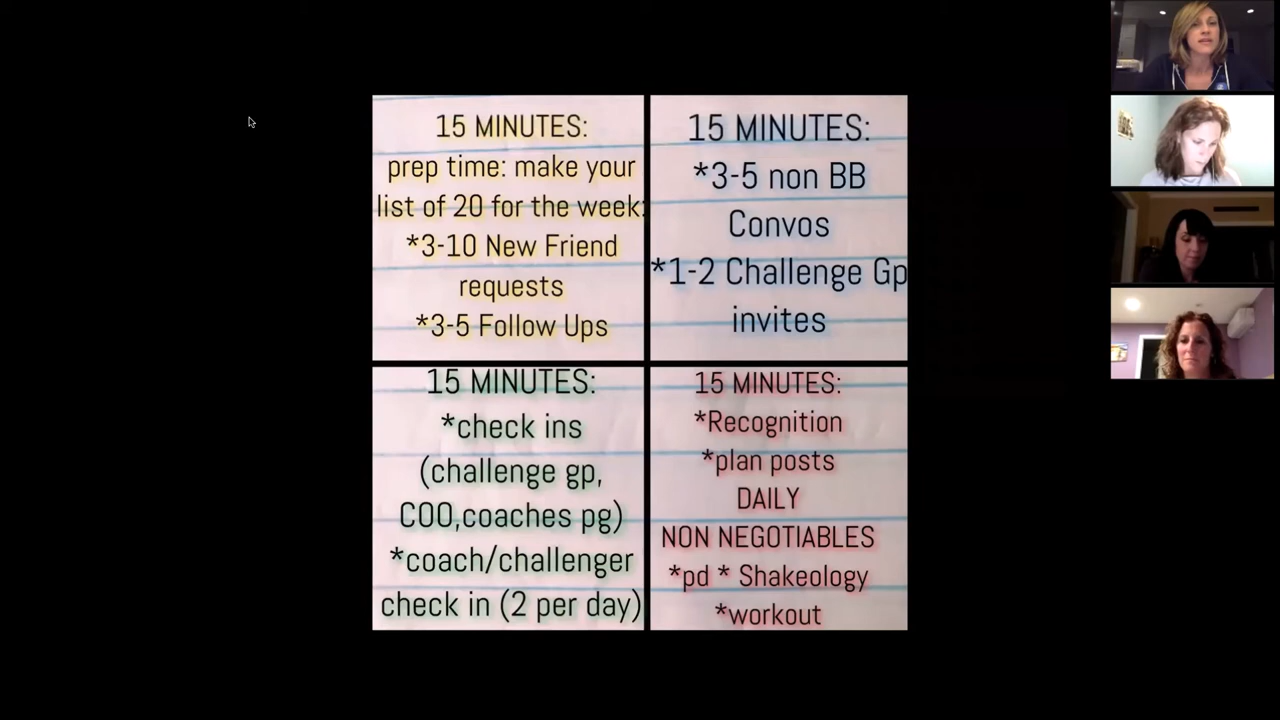 15 MINUTES:
prep time: make your
list of 20 for the week:
*3-10 New Friend
requests
*3-5 Follow Ups
15 MINUTES:
*3-5 non BB
Convos
*1-2 Challenge Gp
invites
15 MINUTES:
*check ins
(challenge gp,
COO,coaches pg)
*coach/challenger
check in (2 per day)
15 MINUTES:
*Recognition
*plan posts
DAILY
NON NEGOTIABLES
*pd * Shakeology
*workout